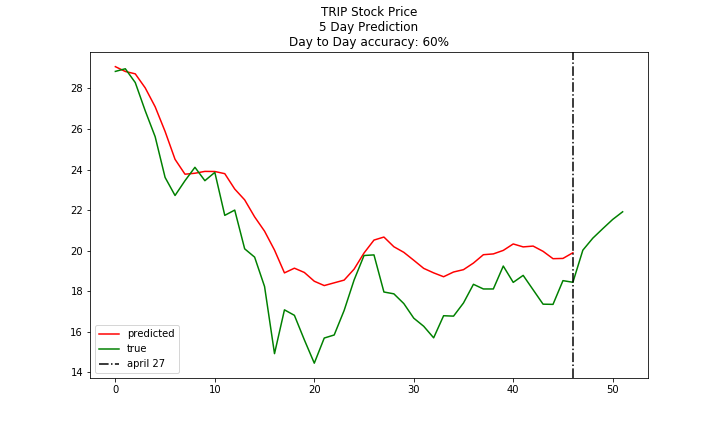 TRIP Stock Price
5 Day Prediction
Day to Day accuracy: 60%
28
26
24
22
20
18
16
14
predicted
true
april 27
0
10
20
30
40
50